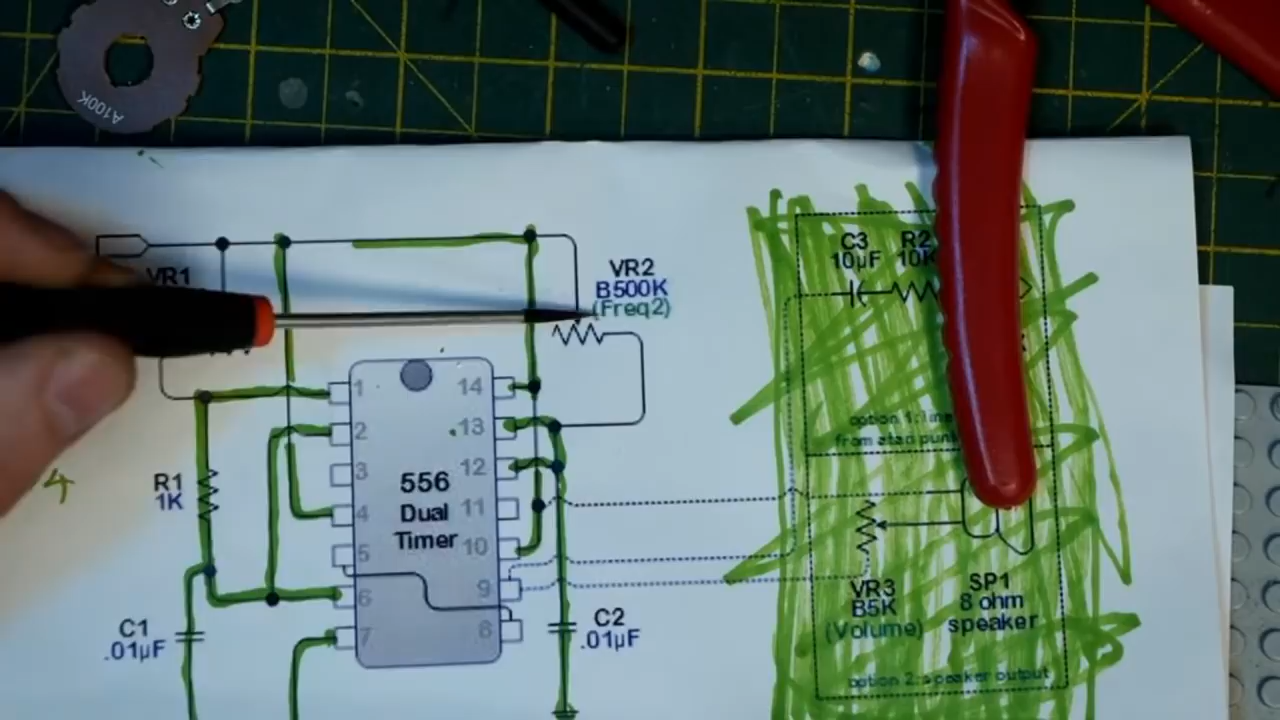 A100K
VR1
VR2
B500K
(Freq2)
C3
10µF
R2
10K
1
14
2
13
3
12
4
11
5
10
6
9
7
8
556
Dual
Timer
R1
1K
4
C1
.01µF
C2
.01µF
option 1: line
from atari punk
VR3
B5K
(Volume)
SP1
8 ohm
speaker
option 2: speaker output